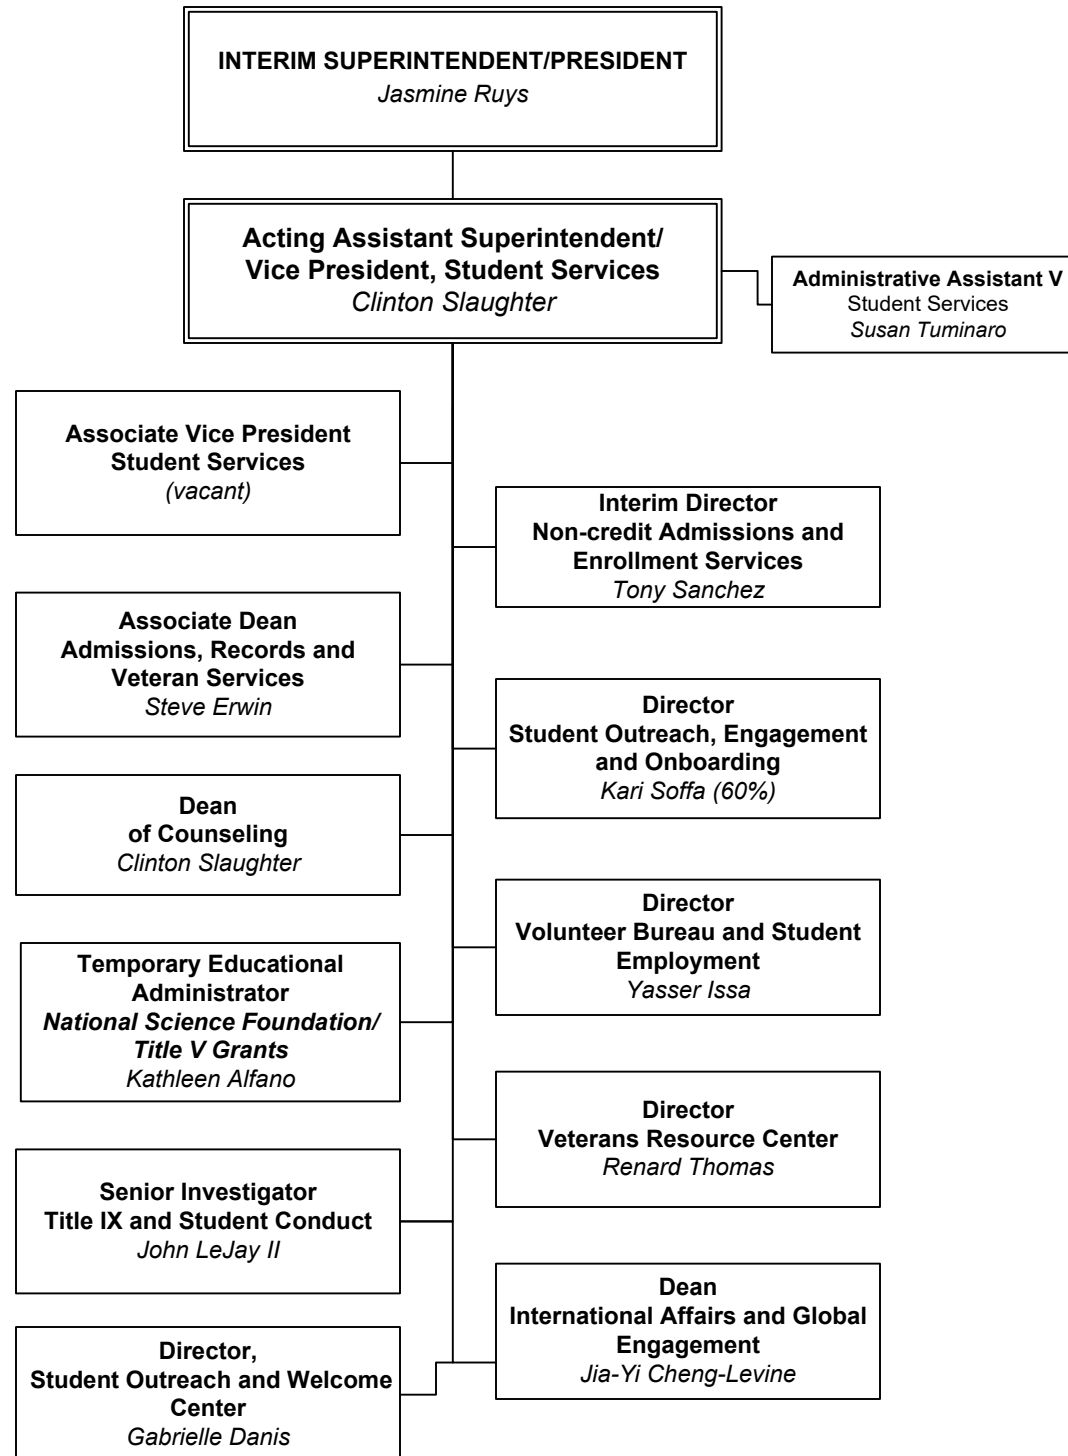 INTERIM SUPERINTENDENT/PRESIDENT
Jasmine Ruys
Acting Assistant Superintendent/
Vice President, Student Services
Clinton Slaughter
Administrative Assistant V
Student Services
Susan Tuminaro
Associate Vice President
Student Services
(vacant)
Interim Director
Non-credit Admissions and
Enrollment Services
Tony Sanchez
Associate Dean
Admissions, Records and
Veteran Services
Steve Erwin
Director
Student Outreach, Engagement
and Onboarding
Kari Soffa (60%)
Dean
of Counseling
Clinton Slaughter
Director
Volunteer Bureau and Student
Employment
Yasser Issa
Temporary Educational
Administrator
National Science Foundation/
Title V Grants
Kathleen Alfano
Director
Veterans Resource Center
Renard Thomas
Senior Investigator
Title IX and Student Conduct
John LeJay II
Dean
International Affairs and Global
Engagement
Jia-Yi Cheng-Levine
Director,
Student Outreach and Welcome
Center
Gabrielle Danis